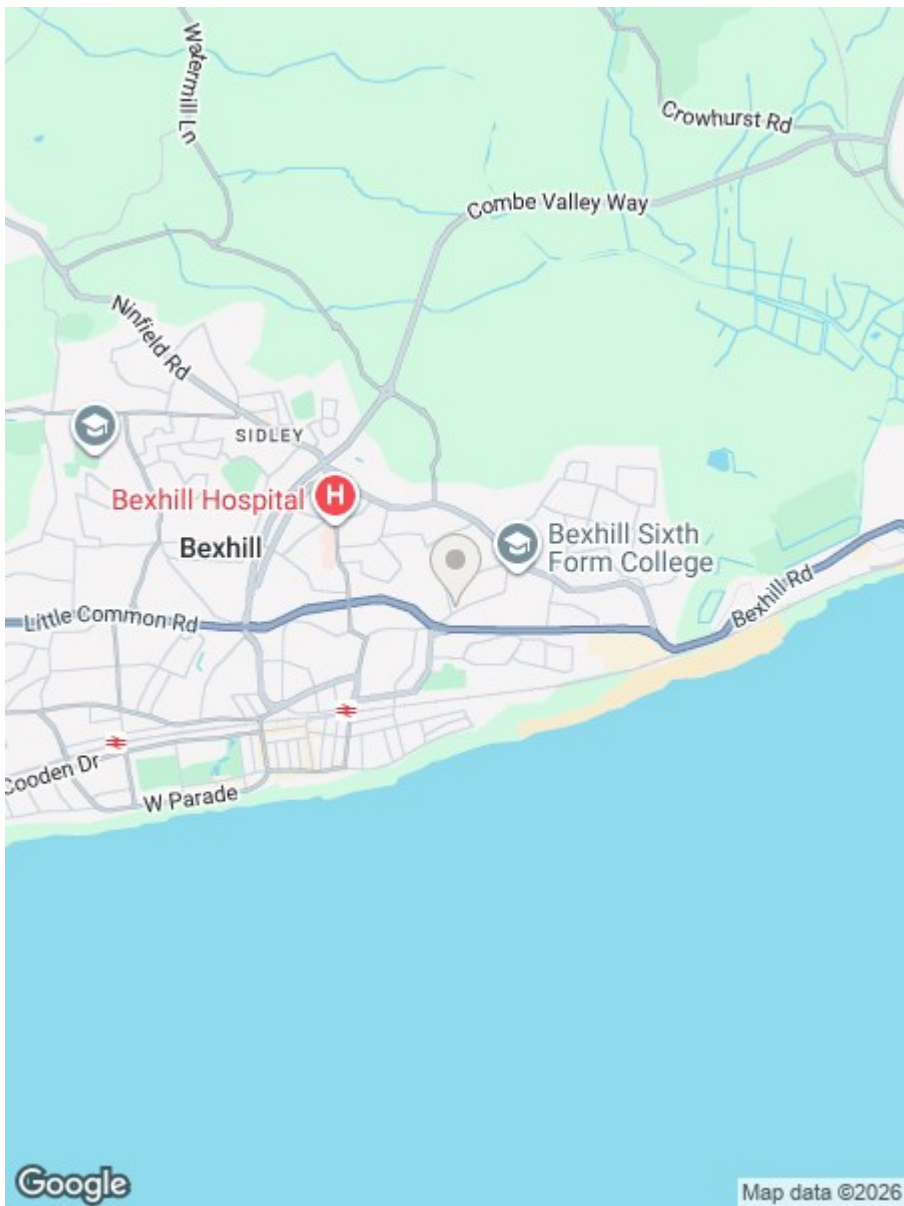 Watermill Ln
Crowhurst Rd
Combe Valley Way
Ninfield Rd
SIDLEY
Bexhill Hospital
H
Bexhill
Bexhill Sixth
Form College
Little Common Rd
Bexhill Rd
Cooden Dr
W Parade
Google
Map data ©2026